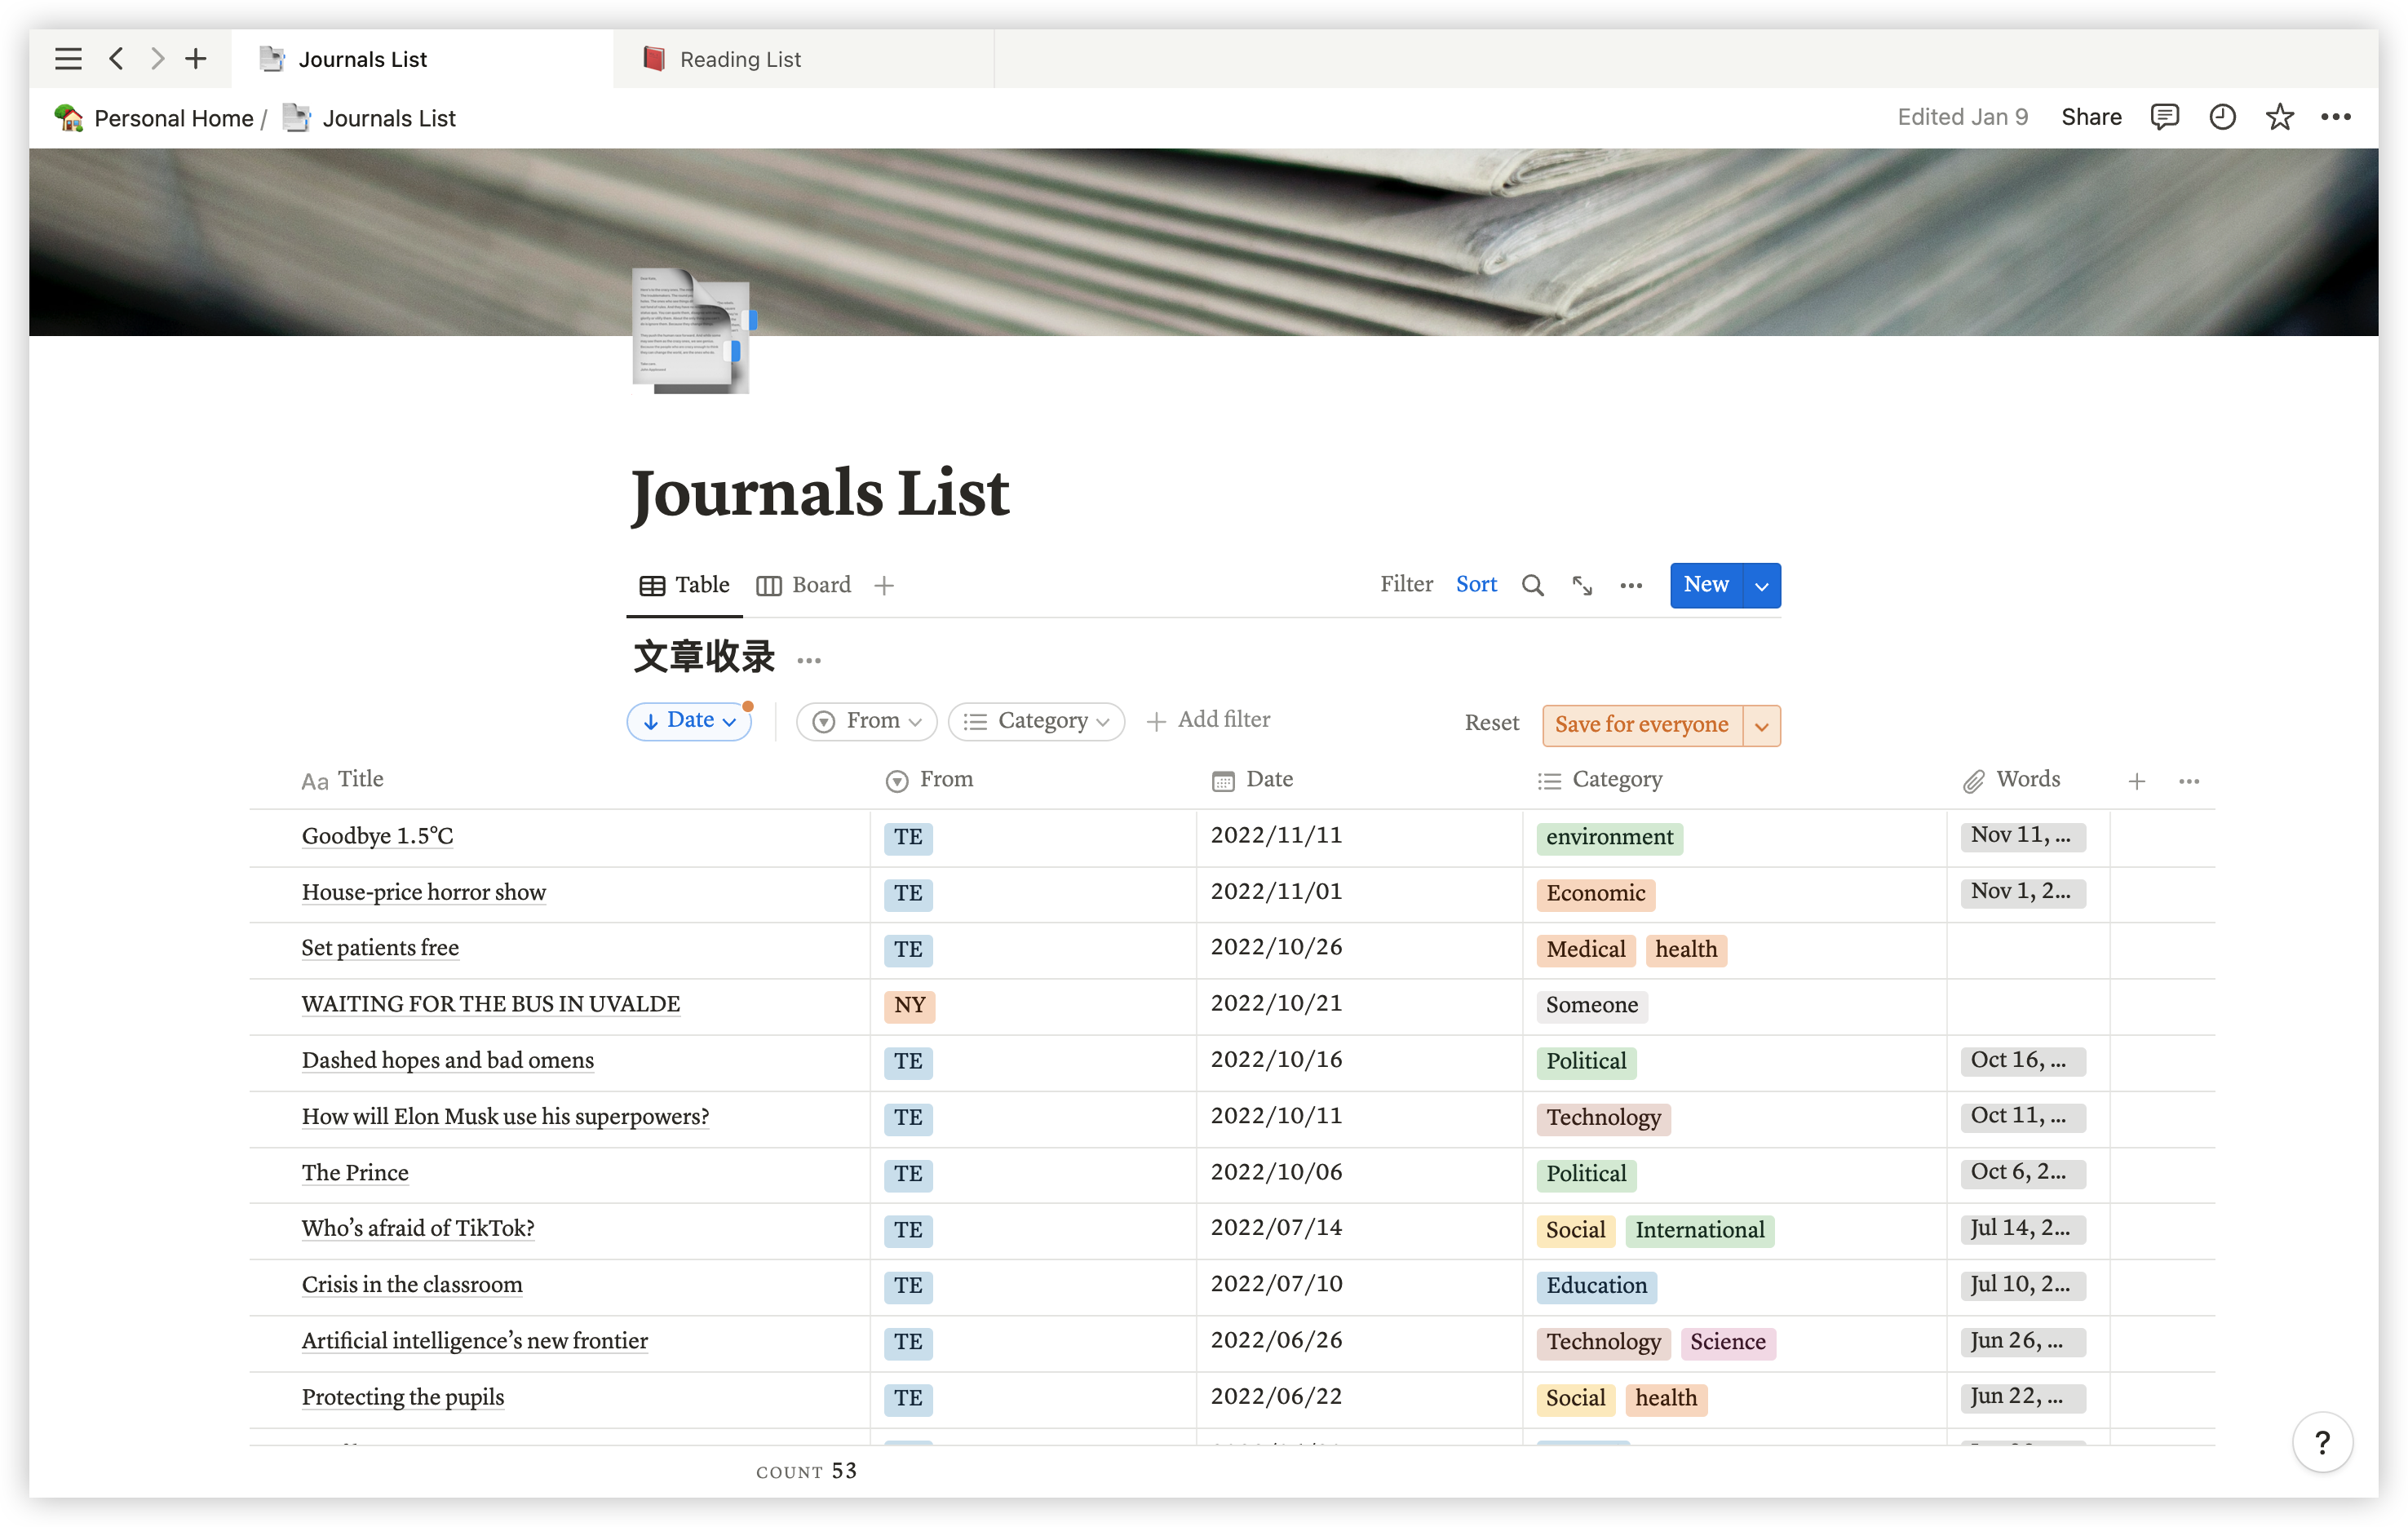 Journals List
Reading List
Personal Home / Journals List
Edited Jan 9 Share
Journals List
Table Board
Filter Sort New
文章收录
Date From Category Add filter
Reset Save for everyone
Aa Title From Date Category Words
Goodbye 1.5℃ TE 2022/11/11 environment Nov 11, ...
House-price horror show TE 2022/11/01 Economic Nov 1, 2...
Set patients free TE 2022/10/26 Medical health
WAITING FOR THE BUS IN UVALDE NY 2022/10/21 Someone
Dashed hopes and bad omens TE 2022/10/16 Political Oct 16, ...
How will Elon Musk use his superpowers? TE 2022/10/11 Technology Oct 11, ...
The Prince TE 2022/10/06 Political Oct 6, 2...
Who’s afraid of TikTok? TE 2022/07/14 Social International Jul 14, 2...
Crisis in the classroom TE 2022/07/10 Education Jul 10, 2...
Artificial intelligence’s new frontier TE 2022/06/26 Technology Science Jun 26, ...
Protecting the pupils TE 2022/06/22 Social health Jun 22, ...
COUNT 53
?